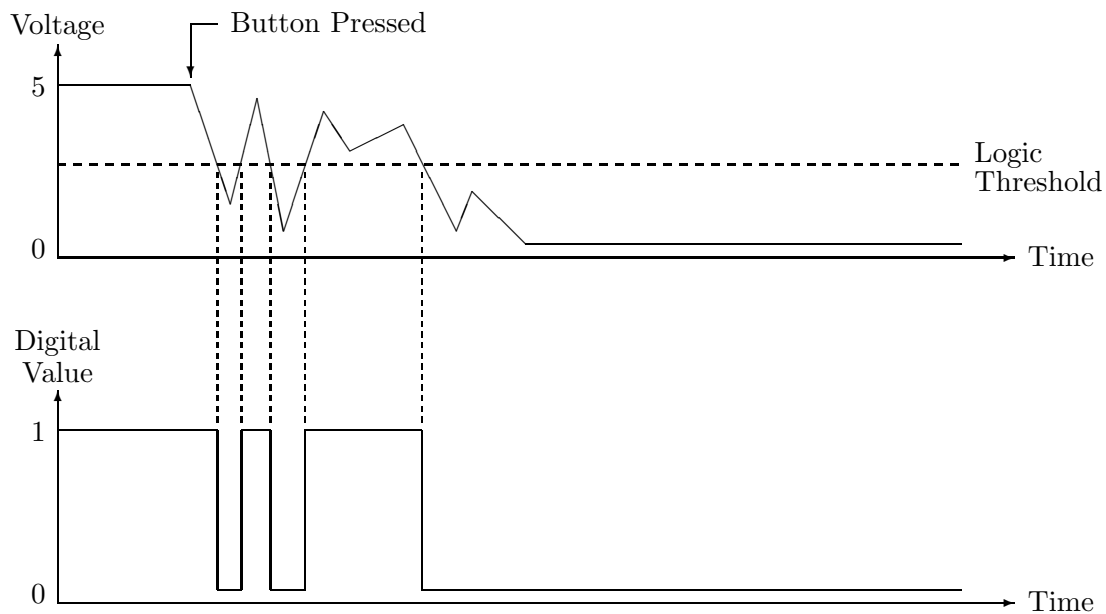 Voltage
Button Pressed
5
Logic
Threshold
0
Time
Digital
Value
1
0
Time